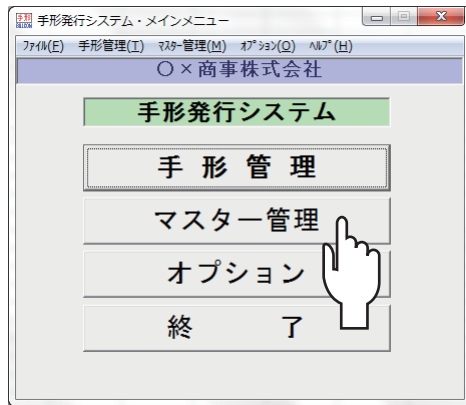 手形発行システム・メインメニュー
ﾌｧｲﾙ(F) 手形管理(T) ﾏｽﾀｰ管理(M) ｵﾌﾟｼｮﾝ(O) ﾍﾙﾌﾟ(H)
○×商事株式会社
手形発行システム
手 形 管 理
マスター管理
オプション
終 了